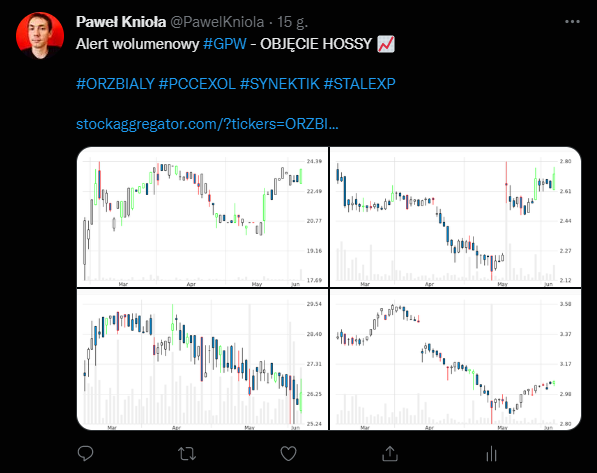 Paweł Knioła @PawelKniola · 15 g.
Alert wolumenowy #GPW - OBJĘCIE HOSSY
#ORZBIALY #PCCEXOL #SYNEKTIK #STALEXP
stockaggregator.com/?tickers=ORZBI...
24.39
22.49
20.77
19.16
17.69
Mar Apr May Jun
2.80
2.61
2.44
2.27
2.12
Mar Apr May Jun
29.54
28.40
27.31
26.25
25.24
Mar Apr May Jun
3.58
3.37
3.17
2.98
2.80
Mar Apr May Jun